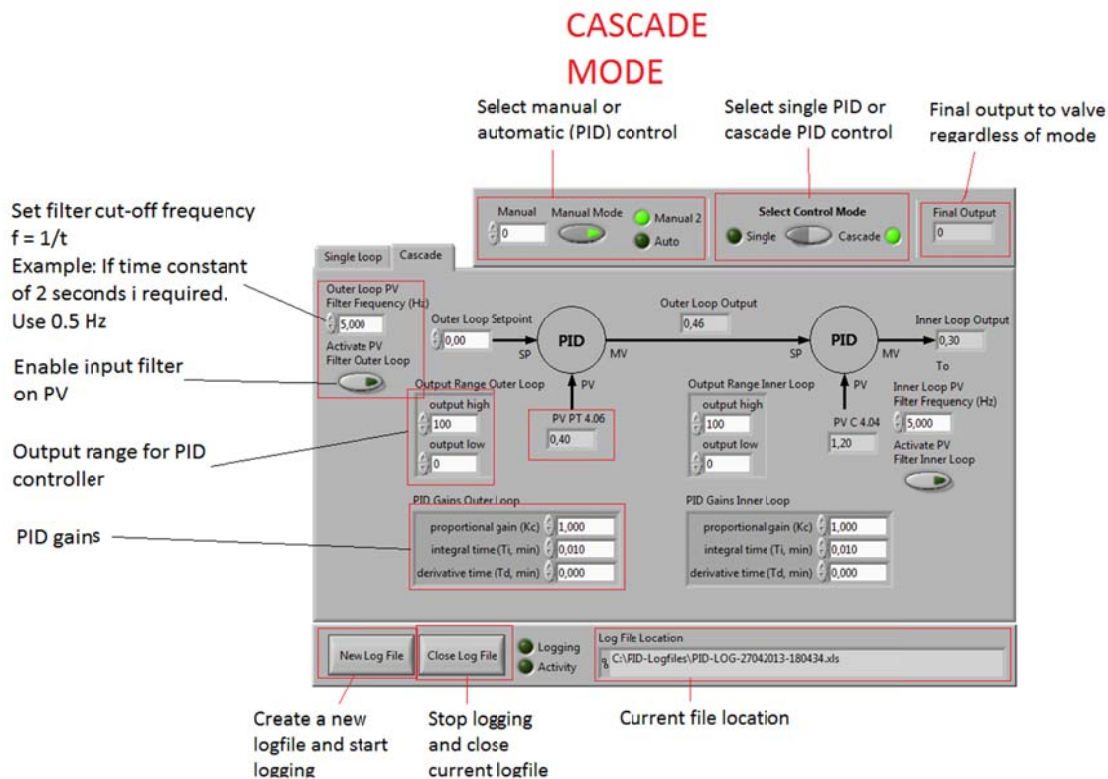 CASCADE
MODE
Select manual or
automatic (PID) control
Select single PID or
cascade PID control
Final output to valve
regardless of mode
Set filter cut-off frequency
f = 1/t
Example: If time constant
of 2 seconds i required.
Use 0.5 Hz
Enable input filter
on PV
Output range for PID
controller
PID gains
Manual
0
Manual Mode
Manual 2
Auto
Select Control Mode
Single
Cascade
Final Output
0
Single Loop
Cascade
Outer Loop PV
Filter Frequency (Hz)
5,000
Activate PV
Filter Outer Loop
Outer Loop Setpoint
0,00
SP
PID
MV
PV
Outer Loop Output
0,46
SP
PID
MV
PV
Inner Loop Output
0,30
To
Output Range Outer Loop
output high
100
output low
0
PV PT 4.06
0,40
Output Range Inner Loop
output high
100
output low
0
PV C 4.04
1,20
Inner Loop PV
Filter Frequency (Hz)
5,000
Activate PV
Filter Inner Loop
PID Gains Outer Loop
proportional gain (Kc) 1,000
integral time (Ti, min) 0,010
derivative time (Td, min) 0,000
PID Gains Inner Loop
proportional gain (Kc) 1,000
integral time (Ti, min) 0,010
derivative time (Td, min) 0,000
New Log File
Close Log File
Logging
Activity
Log File Location
C:\PID-Logfiles\PID-LOG-27042013-180434.xls
Create a new
logfile and start
logging
Stop logging
and close
current logfile
Current file location